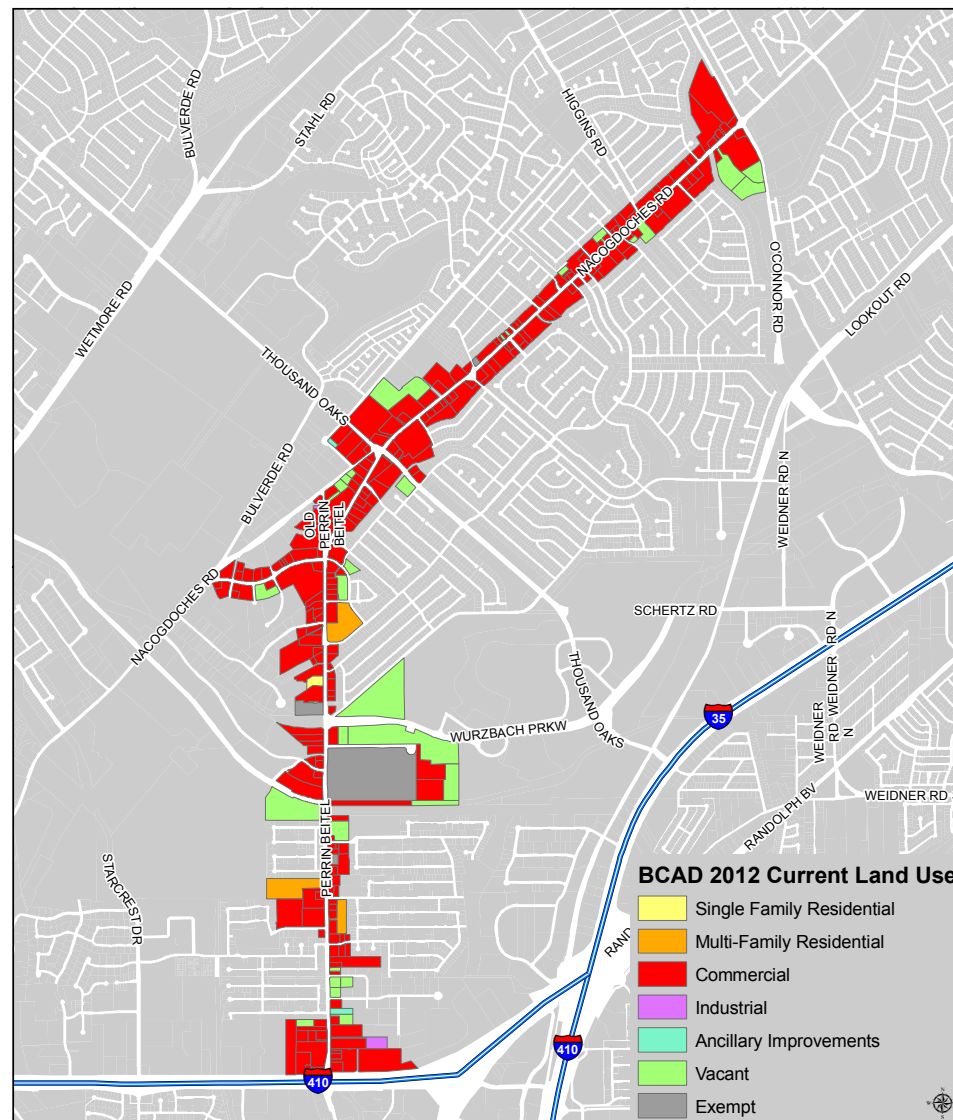 BULVERDE RD
STAHL RD
HIGGINS RD
NACOGDOCHES RD
O'CONNOR RD
LOOKOUT RD
WETMORE RD
THOUSAND OAKS
BULVERDE RD
OLD
PERRIN
BEITEL
WEIDNER RD N
NACOGDOCHES RD
SCHERTZ RD
THOUSAND OAKS
WEIDNER
RD
WEIDNER RD N
N
35
WURZBACH PRKW
WEIDNER RD
RANDOLPH BV
PERRIN BEITEL
STARCREST DR
BCAD 2012 Current Land Use
Single Family Residential
Multi-Family Residential
Commercial
Industrial
Ancillary Improvements
Vacant
Exempt
410
410